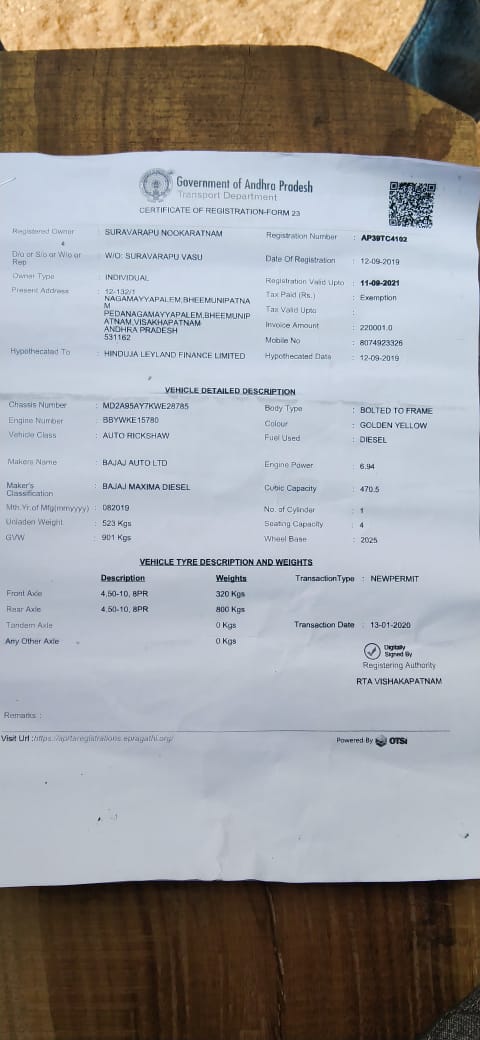 Government of Andhra Pradesh
Transport Department
CERTIFICATE OF REGISTRATION-FORM 23
Registered Owner : SURAVARAPU NOOKARATNAM
Registration Number : AP39TC4102
D/o or S/o or W/o or Rep : W/O: SURAVARAPU VASU
Date Of Registration : 12-09-2019
Owner Type : INDIVIDUAL
Registration Valid Upto : 11-09-2021
Present Address : 12-132/1
NAGAMAYYAPALEM,BHEEMUNIPATNA
M
PEDANAGAMAYYAPALEM,BHEEMUNIP
ATNAM,VISAKHAPATNAM
ANDHRA PRADESH
531162
Tax Paid (Rs.) : Exemption
Tax Valid Upto :
Invoice Amount : 220001.0
Mobile No : 8074923326
Hypothecated To : HINDUJA LEYLAND FINANCE LIMITED
Hypothecated Date : 12-09-2019
VEHICLE DETAILED DESCRIPTION
Chassis Number : MD2A95AY7KWE28785
Body Type : BOLTED TO FRAME
Engine Number : BBYWKE15780
Colour : GOLDEN YELLOW
Vehicle Class : AUTO RICKSHAW
Fuel Used : DIESEL
Makers Name : BAJAJ AUTO LTD
Engine Power : 6.94
Maker's Classification : BAJAJ MAXIMA DIESEL
Cubic Capacity : 470.5
Mth.Yr.of Mfg(mmyyyy) : 082019
No. of Cylinder : 1
Unladen Weight : 523 Kgs
Seating Capacity : 4
GVW : 901 Kgs
Wheel Base : 2025
VEHICLE TYRE DESCRIPTION AND WEIGHTS
Description Weights TransactionType : NEWPERMIT
Front Axle 4.50-10, 8PR 320 Kgs
Rear Axle 4.50-10, 8PR 800 Kgs
Tandem Axle 0 Kgs Transaction Date : 13-01-2020
Any Other Axle 0 Kgs
Digitally
Signed By
Registering Authority
RTA VISHAKAPATNAM
Remarks :
Visit Url :https://aprtaregistrations.epragathi.org/
Powered By OTSi